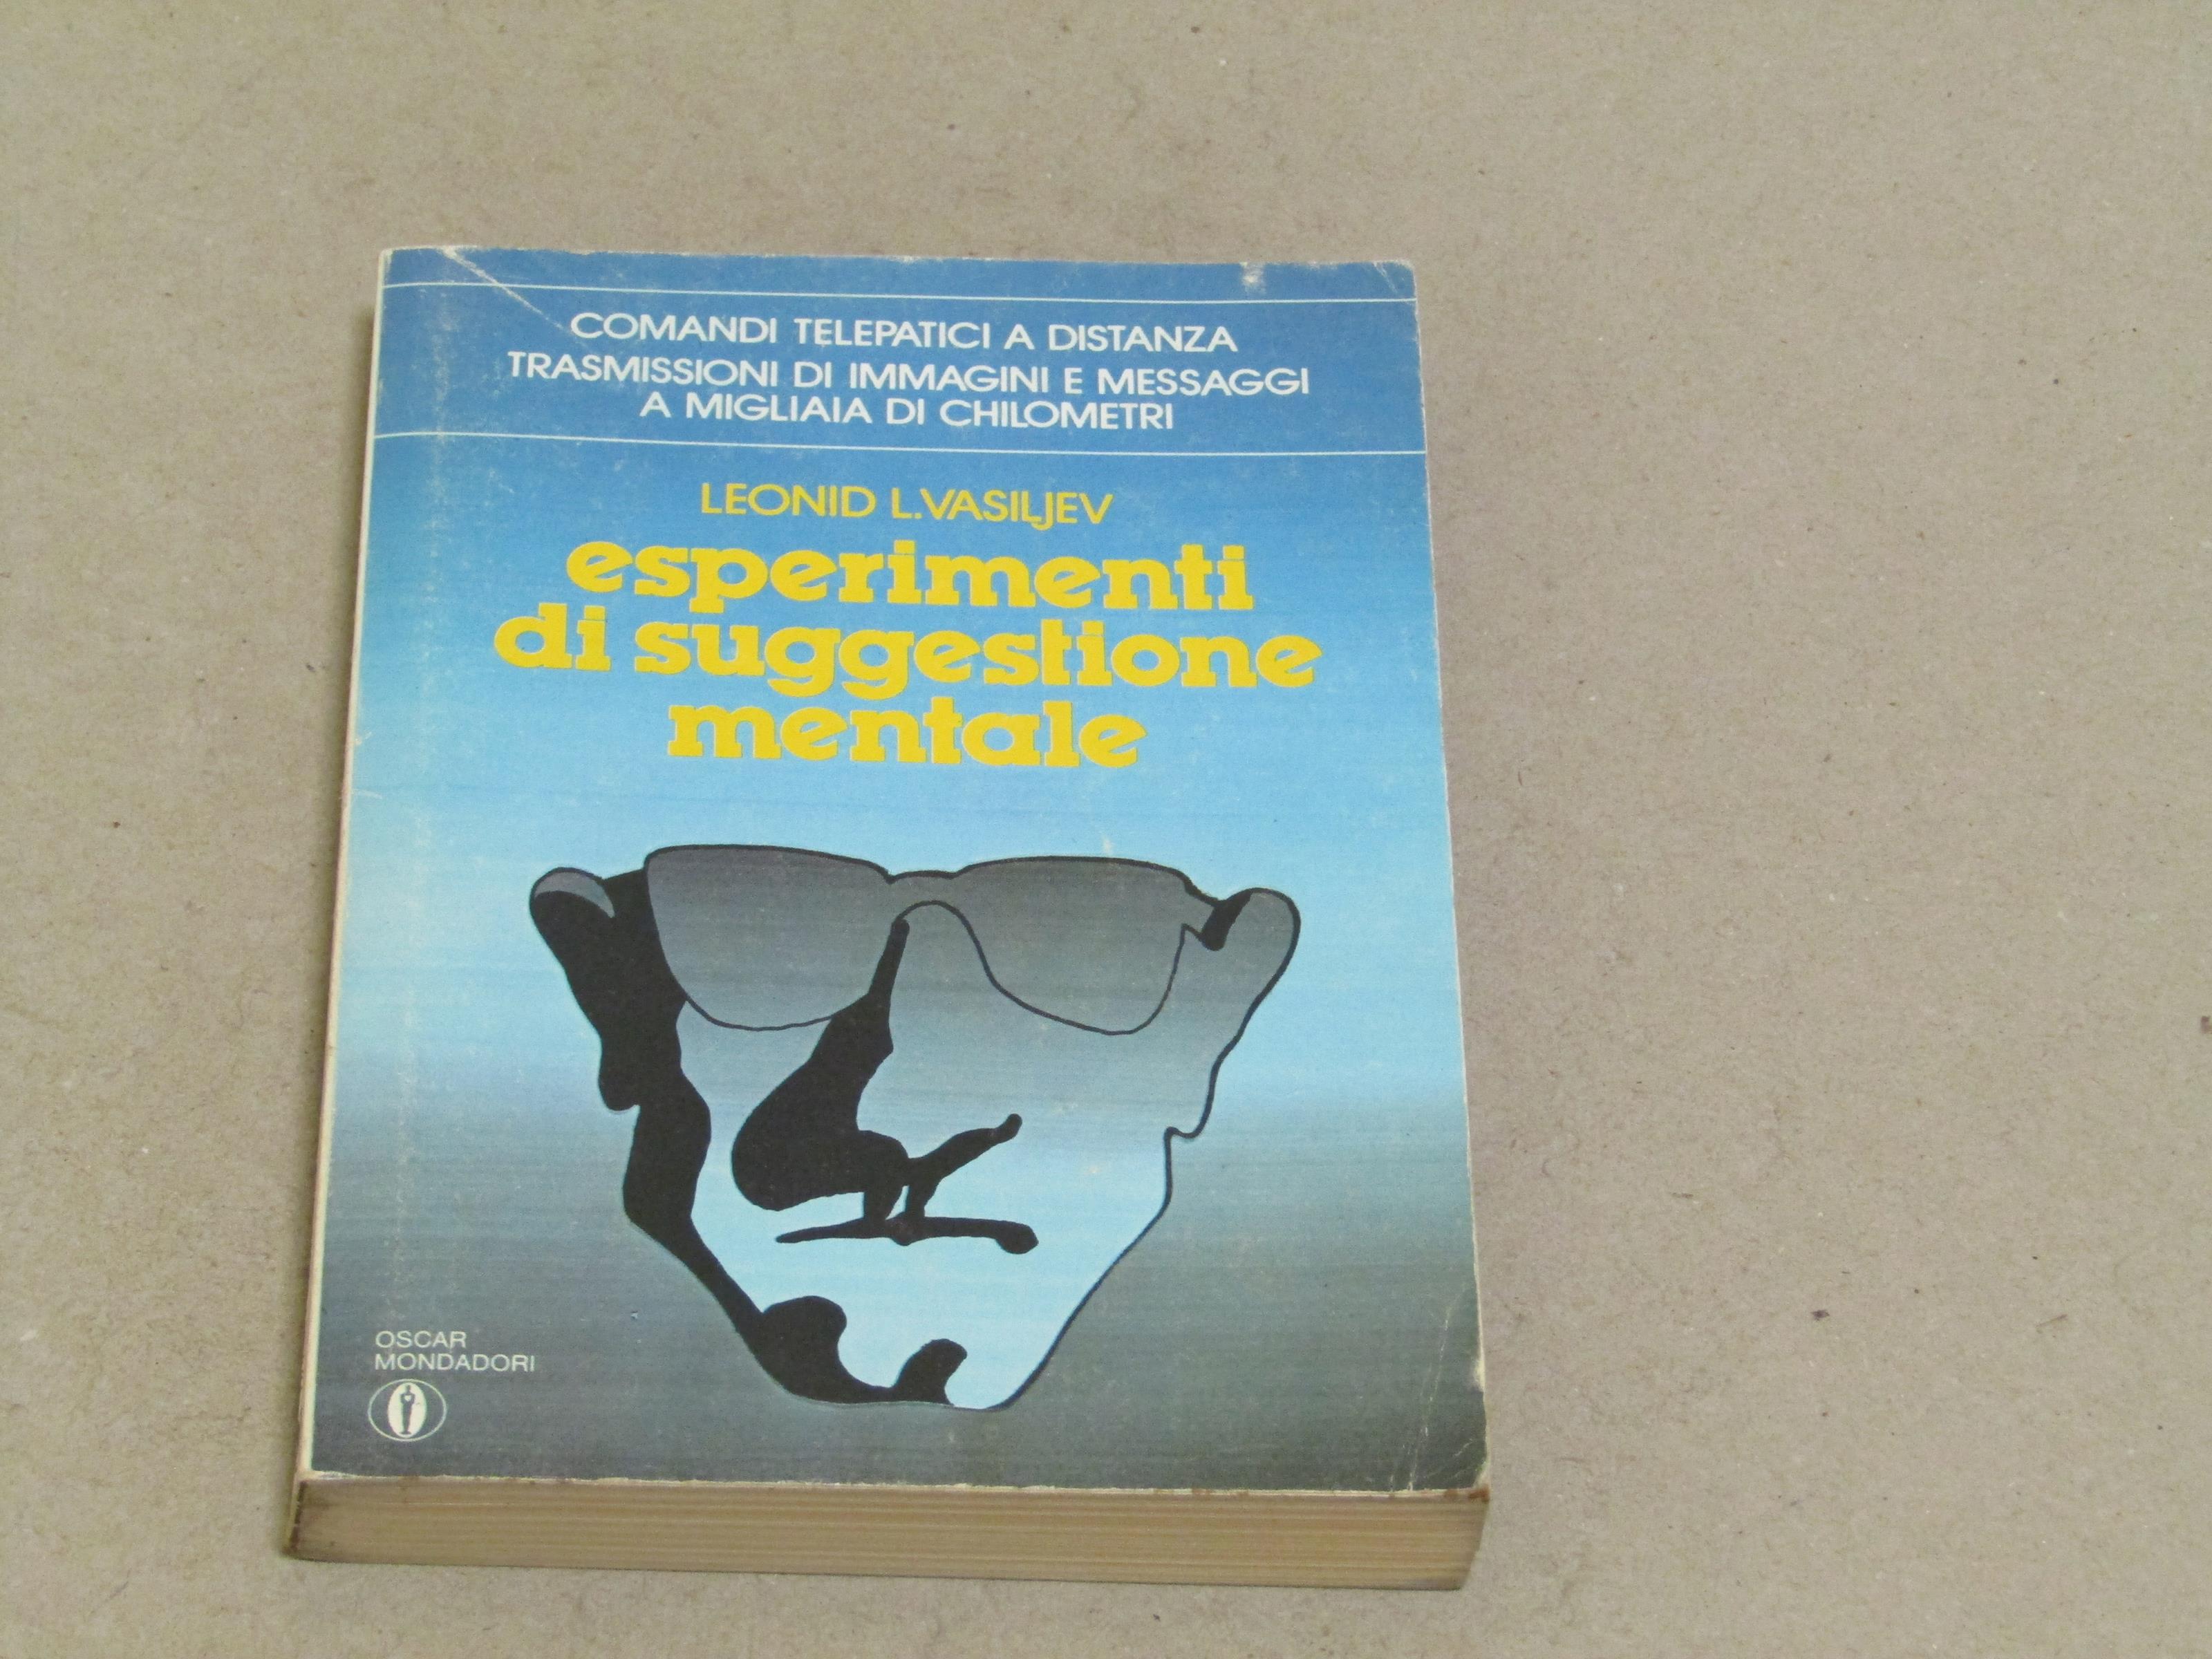 COMANDI TELEPATICI A DISTANZA
TRASMISSIONI DI IMMAGINI E MESSAGGI
A MIGLIAIA DI CHILOMETRI
LEONID L. VASILJEV
esperimenti
di suggestione
mentale
OSCAR
MONDADORI